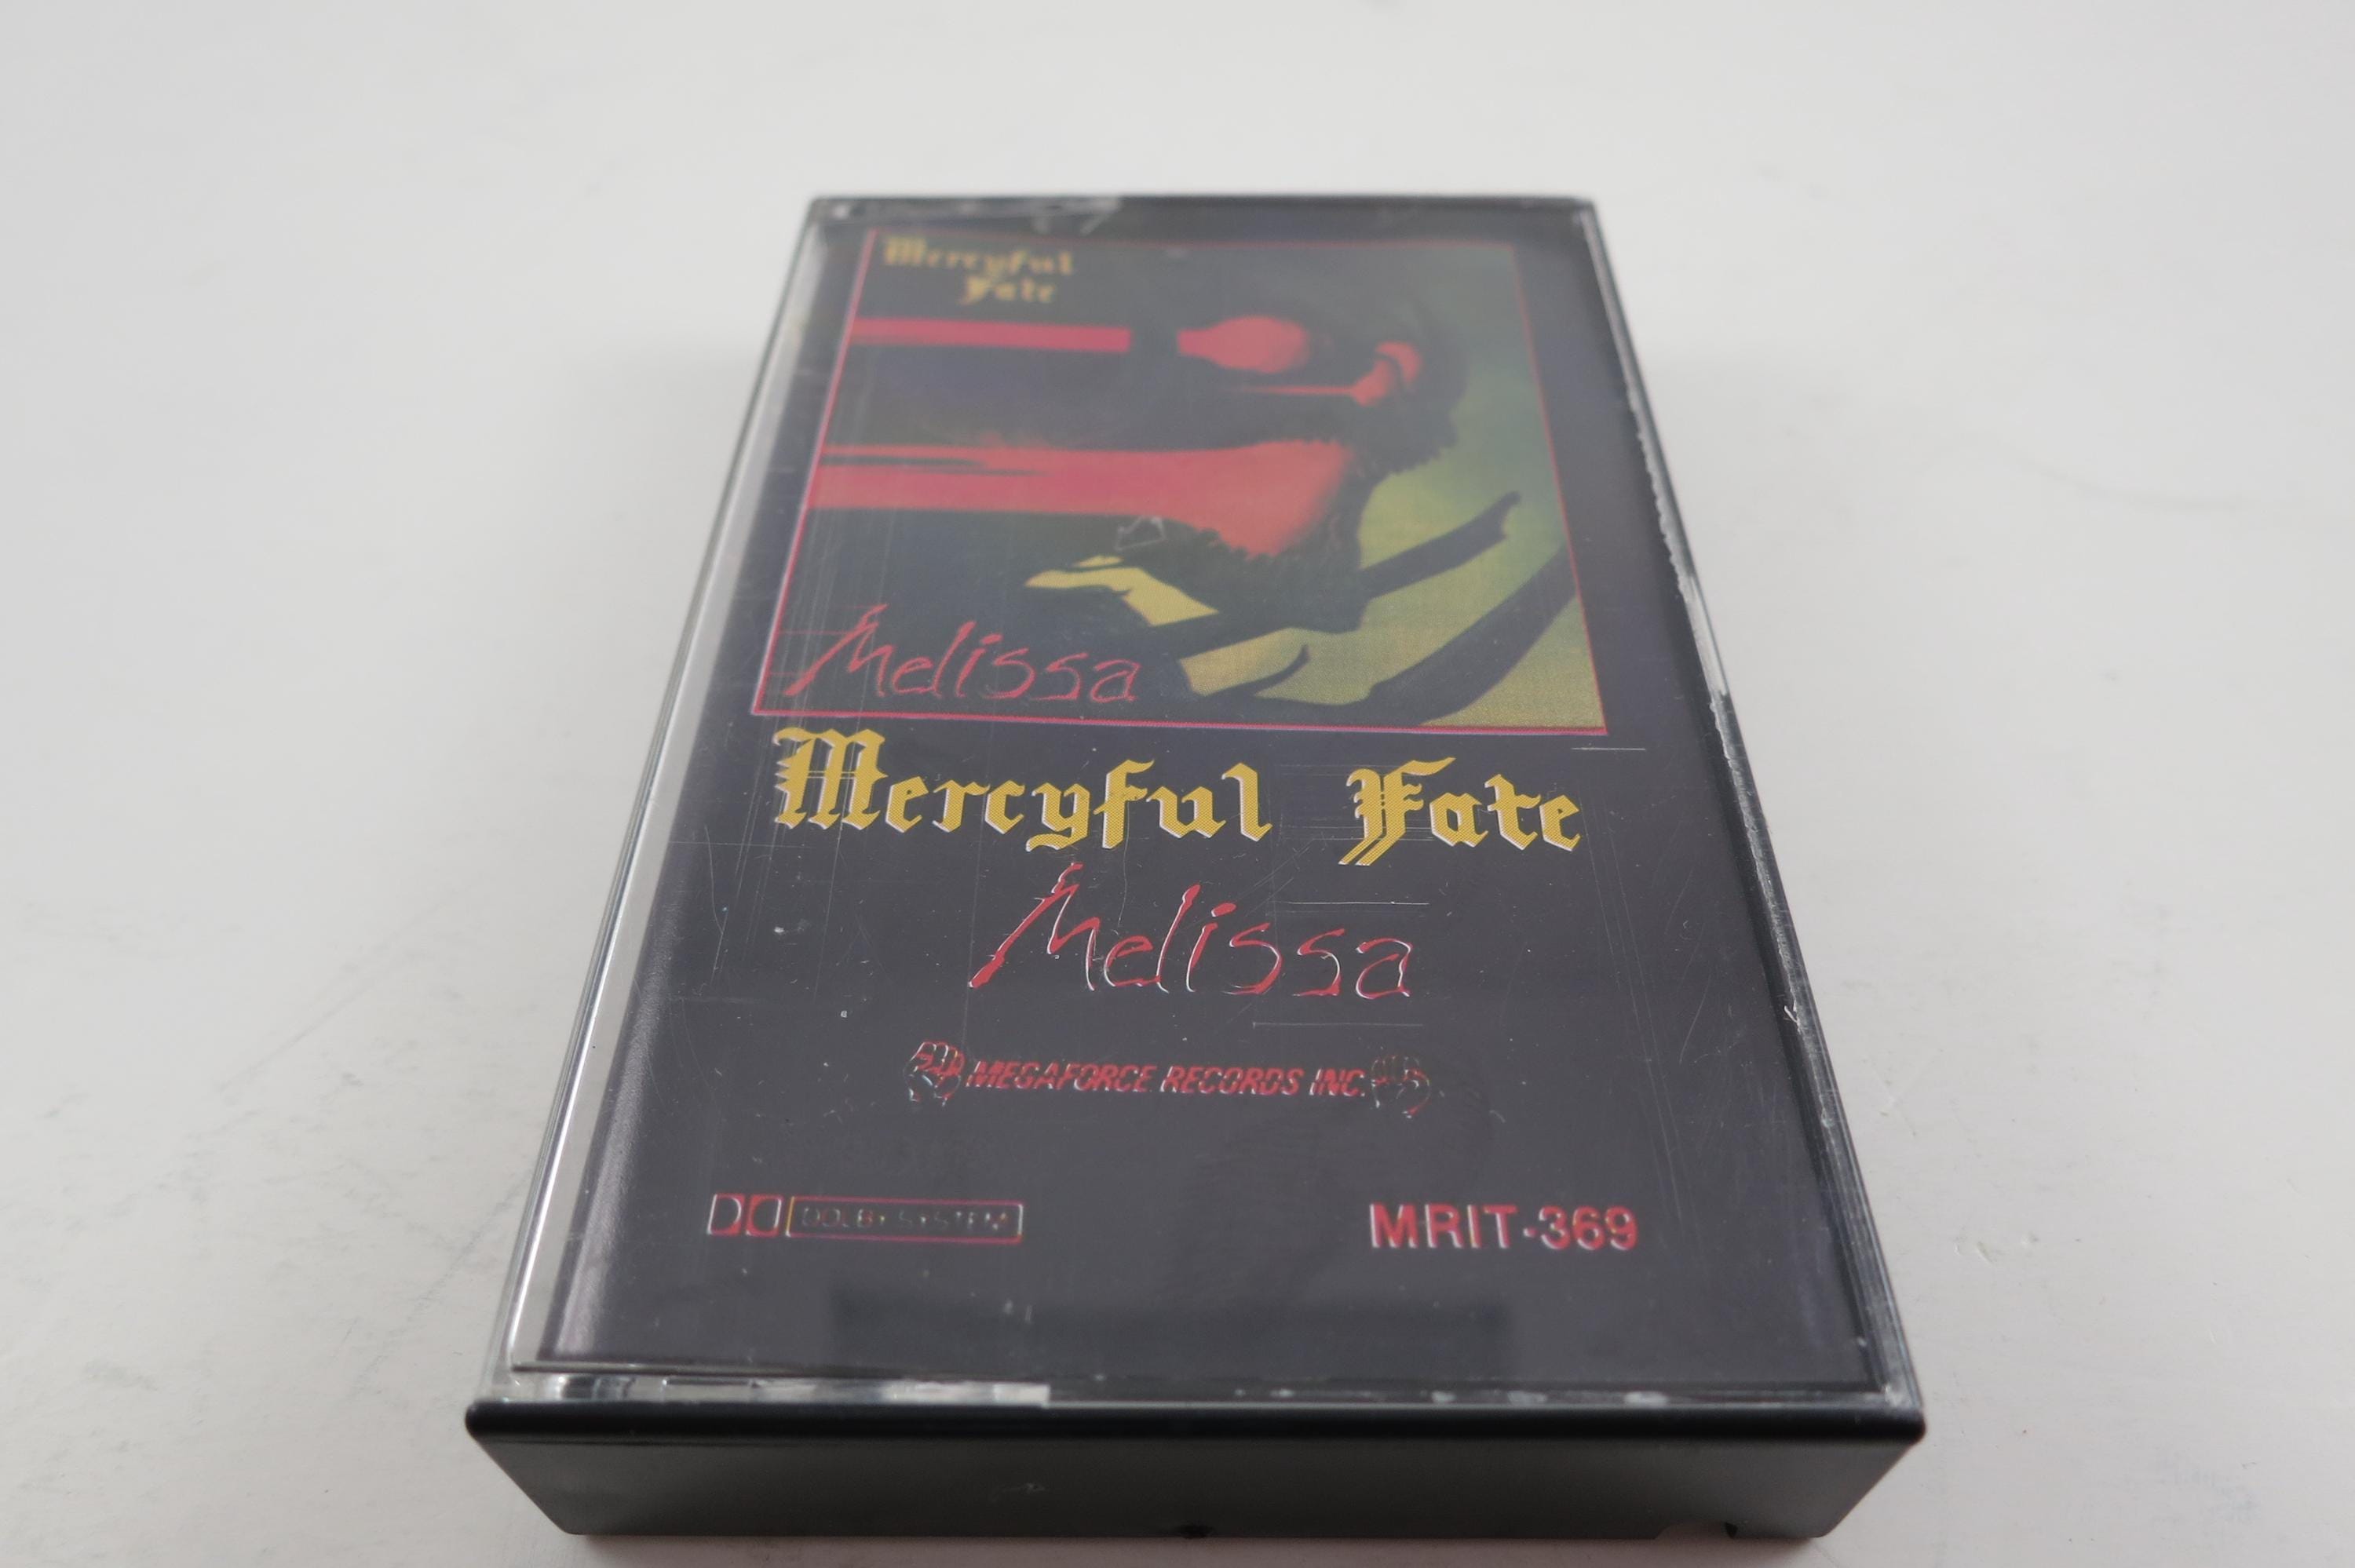 Mercyful
Fate
Melissa
Mercyful Fate
Melissa
MEGAFORCE RECORDS INC.
DOLBY SYSTEM
MRIT-369